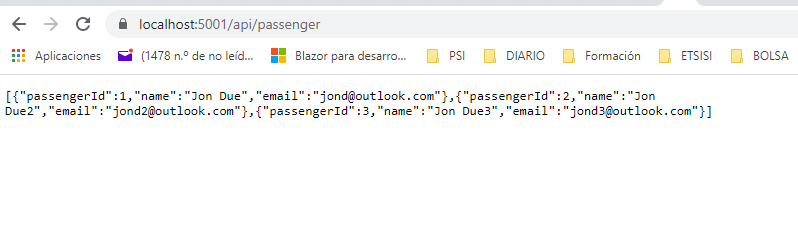 localhost:5001/api/passenger
Aplicaciones (1478 n.º de no leíd... Blazor para desarro... PSI DIARIO Formación ETSISI BOLSA
[{"passengerId":1,"name":"Jon Due","email":"jond@outlook.com"},{"passengerId":2,"name":"Jon
Due2","email":"jond2@outlook.com"},{"passengerId":3,"name":"Jon Due3","email":"jond3@outlook.com"}]